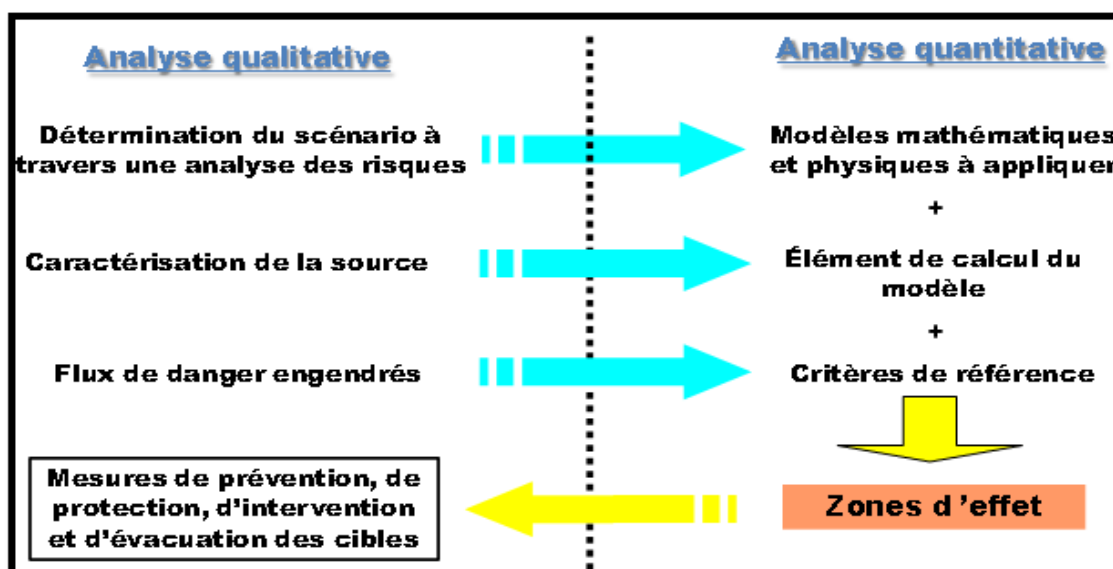 Analyse qualitative
Analyse quantitative
Détermination du scénario à
travers une analyse des risques
Modèles mathématiques
et physiques à appliquer
+
Caractérisation de la source
Élément de calcul du
modèle
+
Flux de danger engendrés
Critères de référence
Mesures de prévention, de
protection, d'intervention
et d'évacuation des cibles
Zones d 'effet